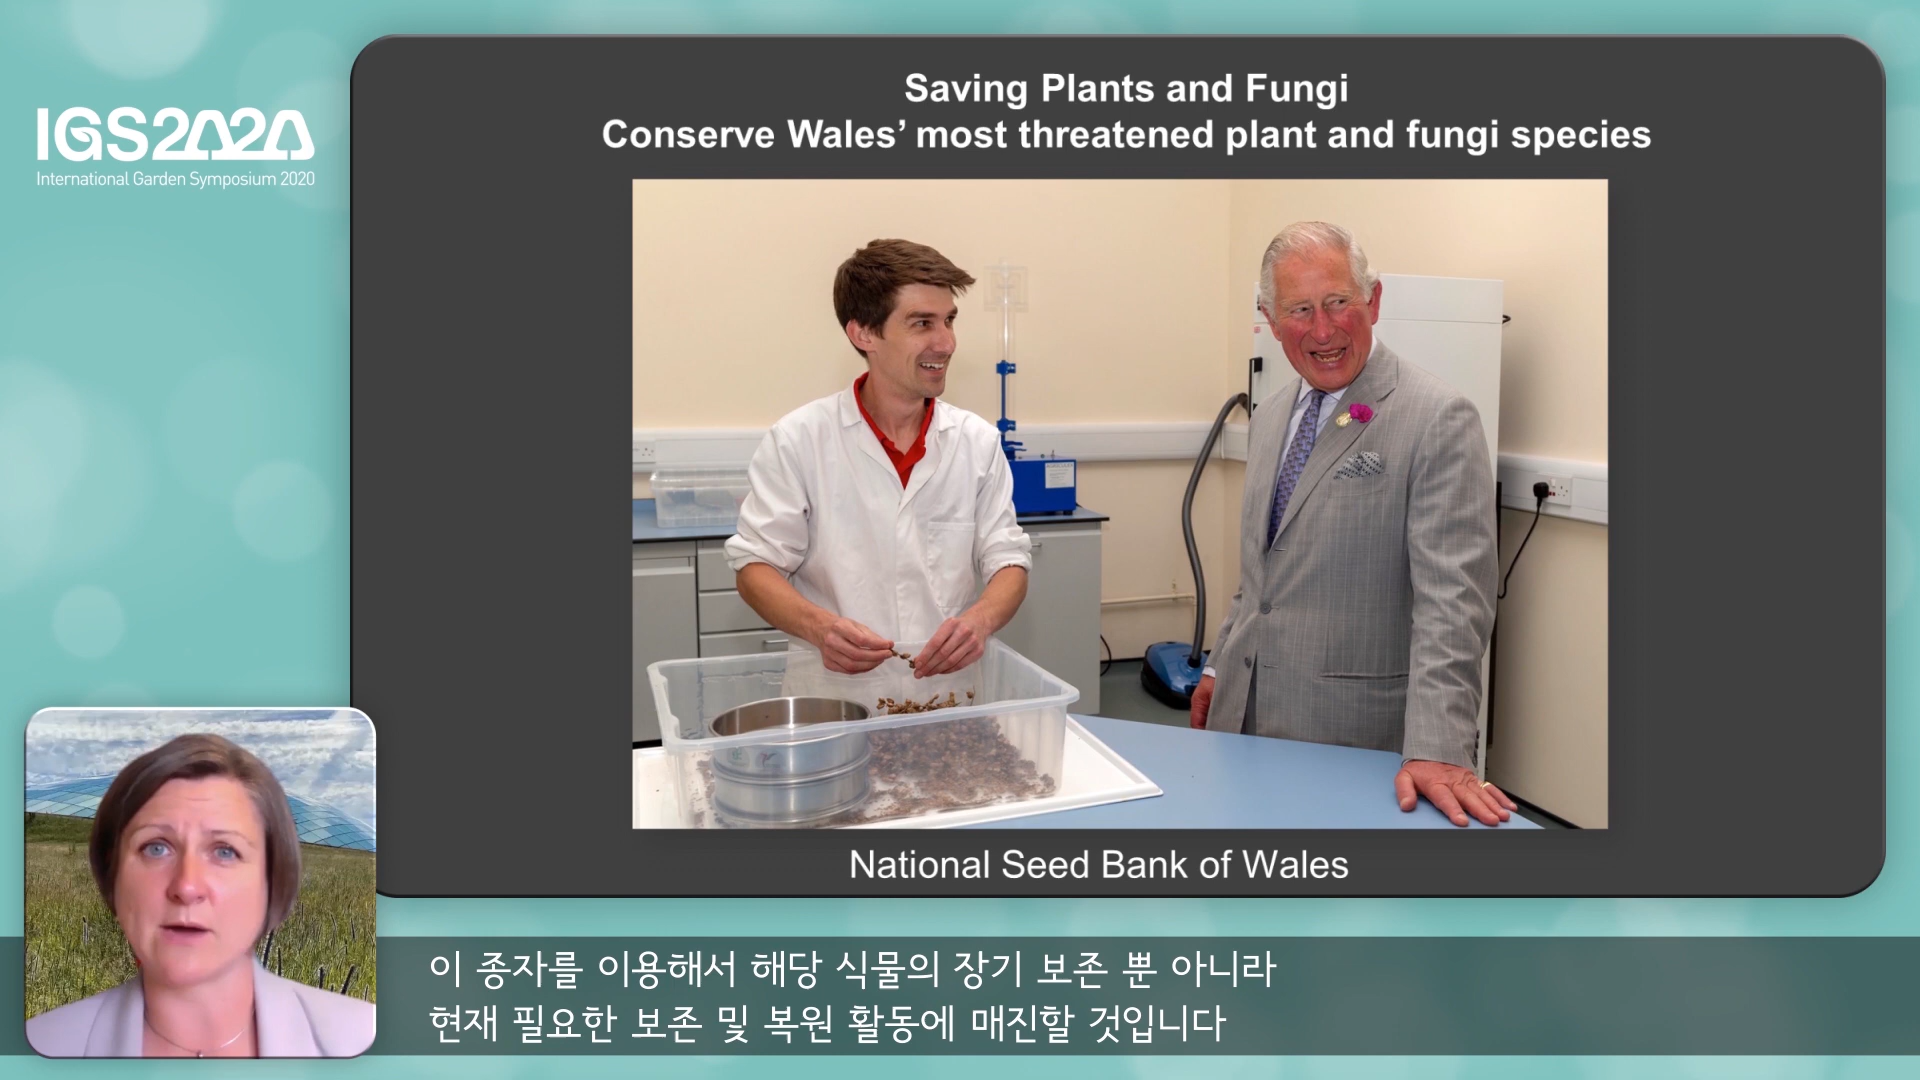 IGS2020
International Garden Symposium 2020
Saving Plants and Fungi
Conserve Wales’ most threatened plant and fungi species
National Seed Bank of Wales
이 종자를 이용해서 해당 식물의 장기 보존 뿐 아니라
현재 필요한 보존 및 복원 활동에 매진할 것입니다